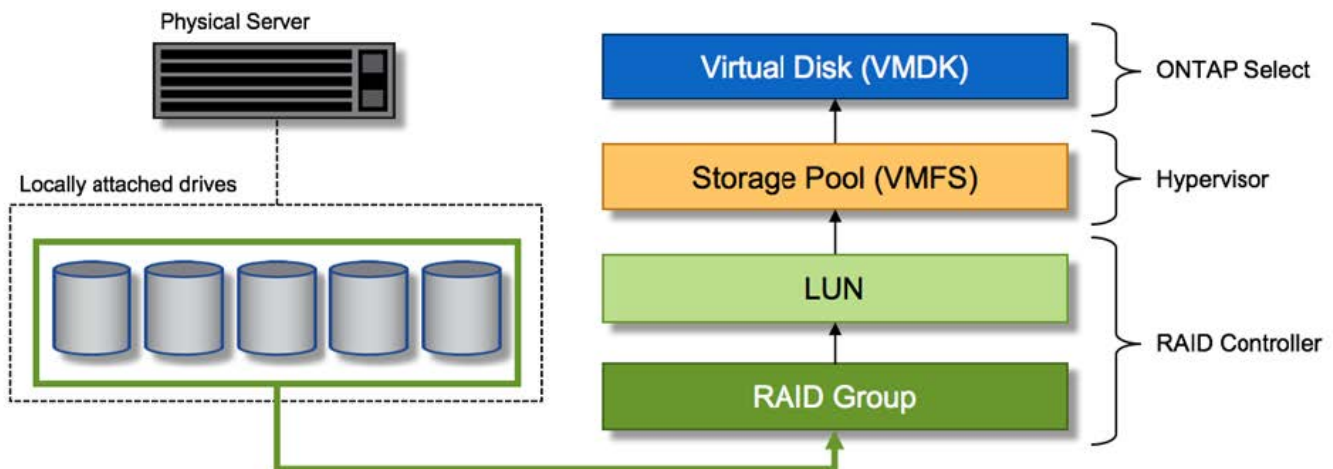 Physical Server
Locally attached drives
Virtual Disk (VMDK)
ONTAP Select
Storage Pool (VMFS)
Hypervisor
LUN
RAID Controller
RAID Group